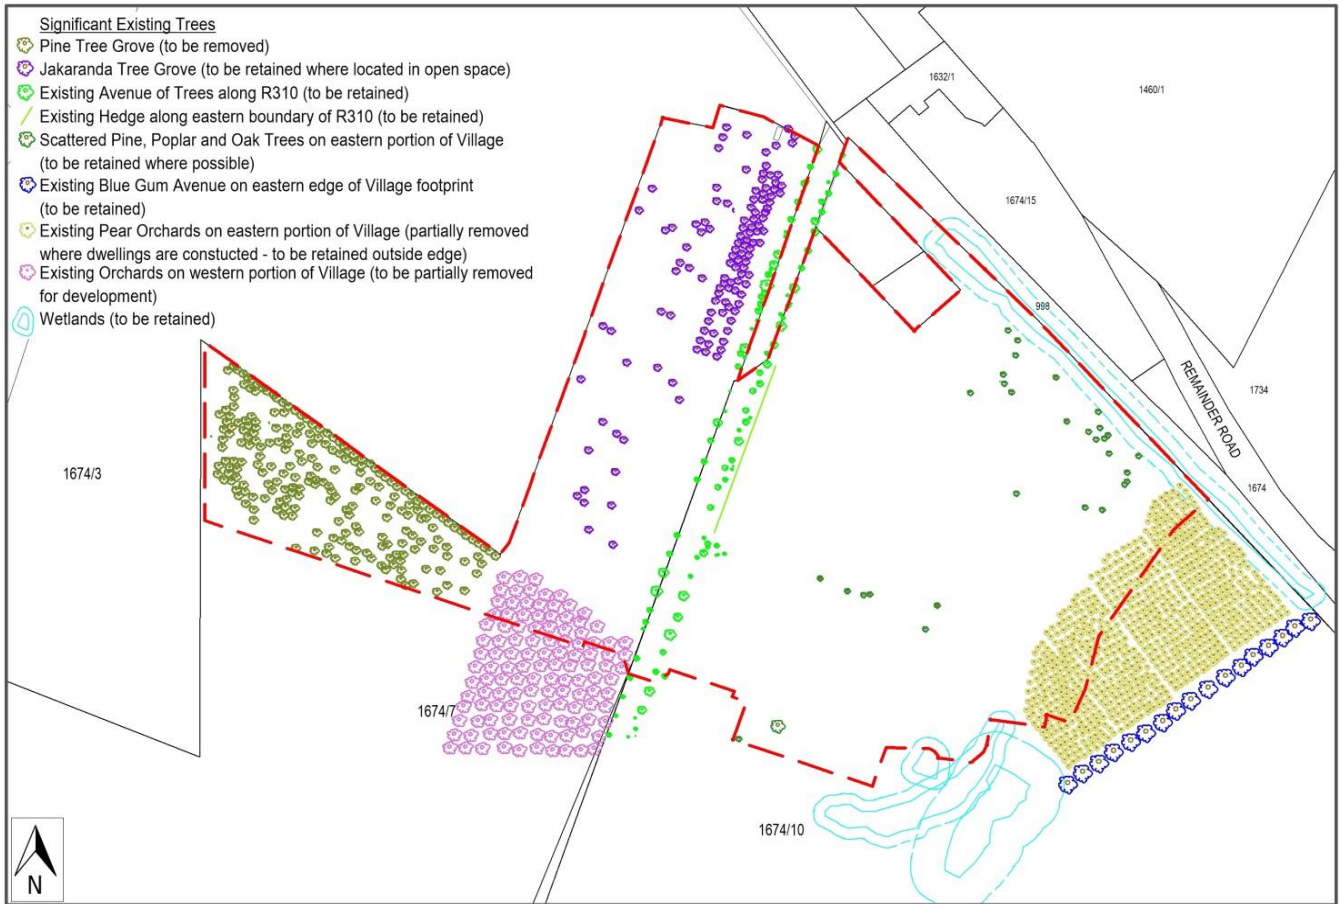 Significant Existing Trees
Pine Tree Grove (to be removed)
Jakaranda Tree Grove (to be retained where located in open space)
Existing Avenue of Trees along R310 (to be retained)
Existing Hedge along eastern boundary of R310 (to be retained)
Scattered Pine, Poplar and Oak Trees on eastern portion of Village
(to be retained where possible)
Existing Blue Gum Avenue on eastern edge of Village footprint
(to be retained)
Existing Pear Orchards on eastern portion of Village (partially removed
where dwellings are constucted - to be retained outside edge)
Existing Orchards on western portion of Village (to be partially removed
for development)
Wetlands (to be retained)
1632/1
1460/1
1674/15
998
REMAINDER ROAD
1734
1674/3
1674
1674/7
1674/10
N